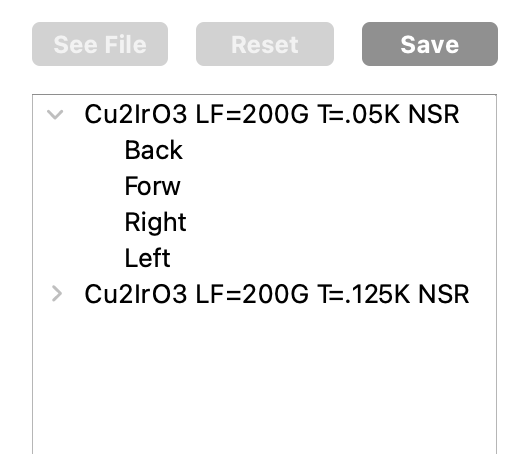 See File Reset Save
Cu2IrO3 LF=200G T=.05K NSR
Back
Forw
Right
Left
Cu2IrO3 LF=200G T=.125K NSR